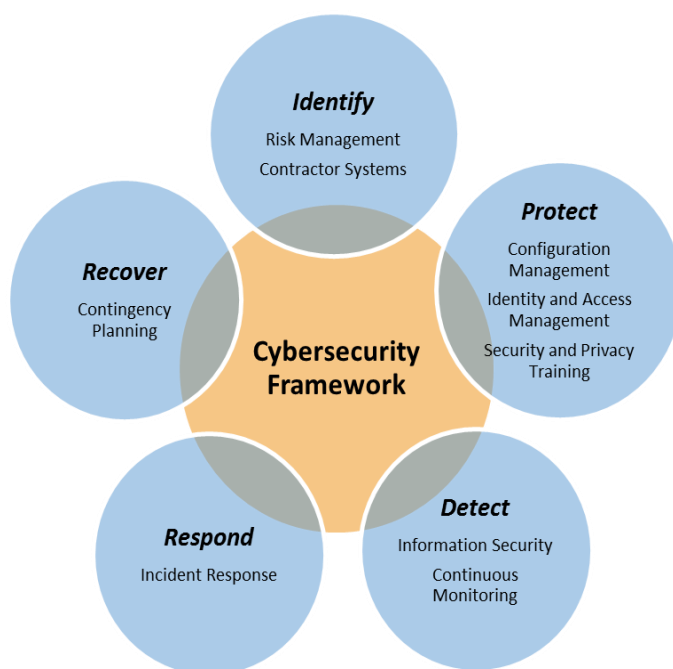 Identify
Risk Management
Contractor Systems
Protect
Configuration
Management
Identity and Access
Management
Security and Privacy
Training
Detect
Information Security
Continuous
Monitoring
Respond
Incident Response
Recover
Contingency
Planning
Cybersecurity
Framework